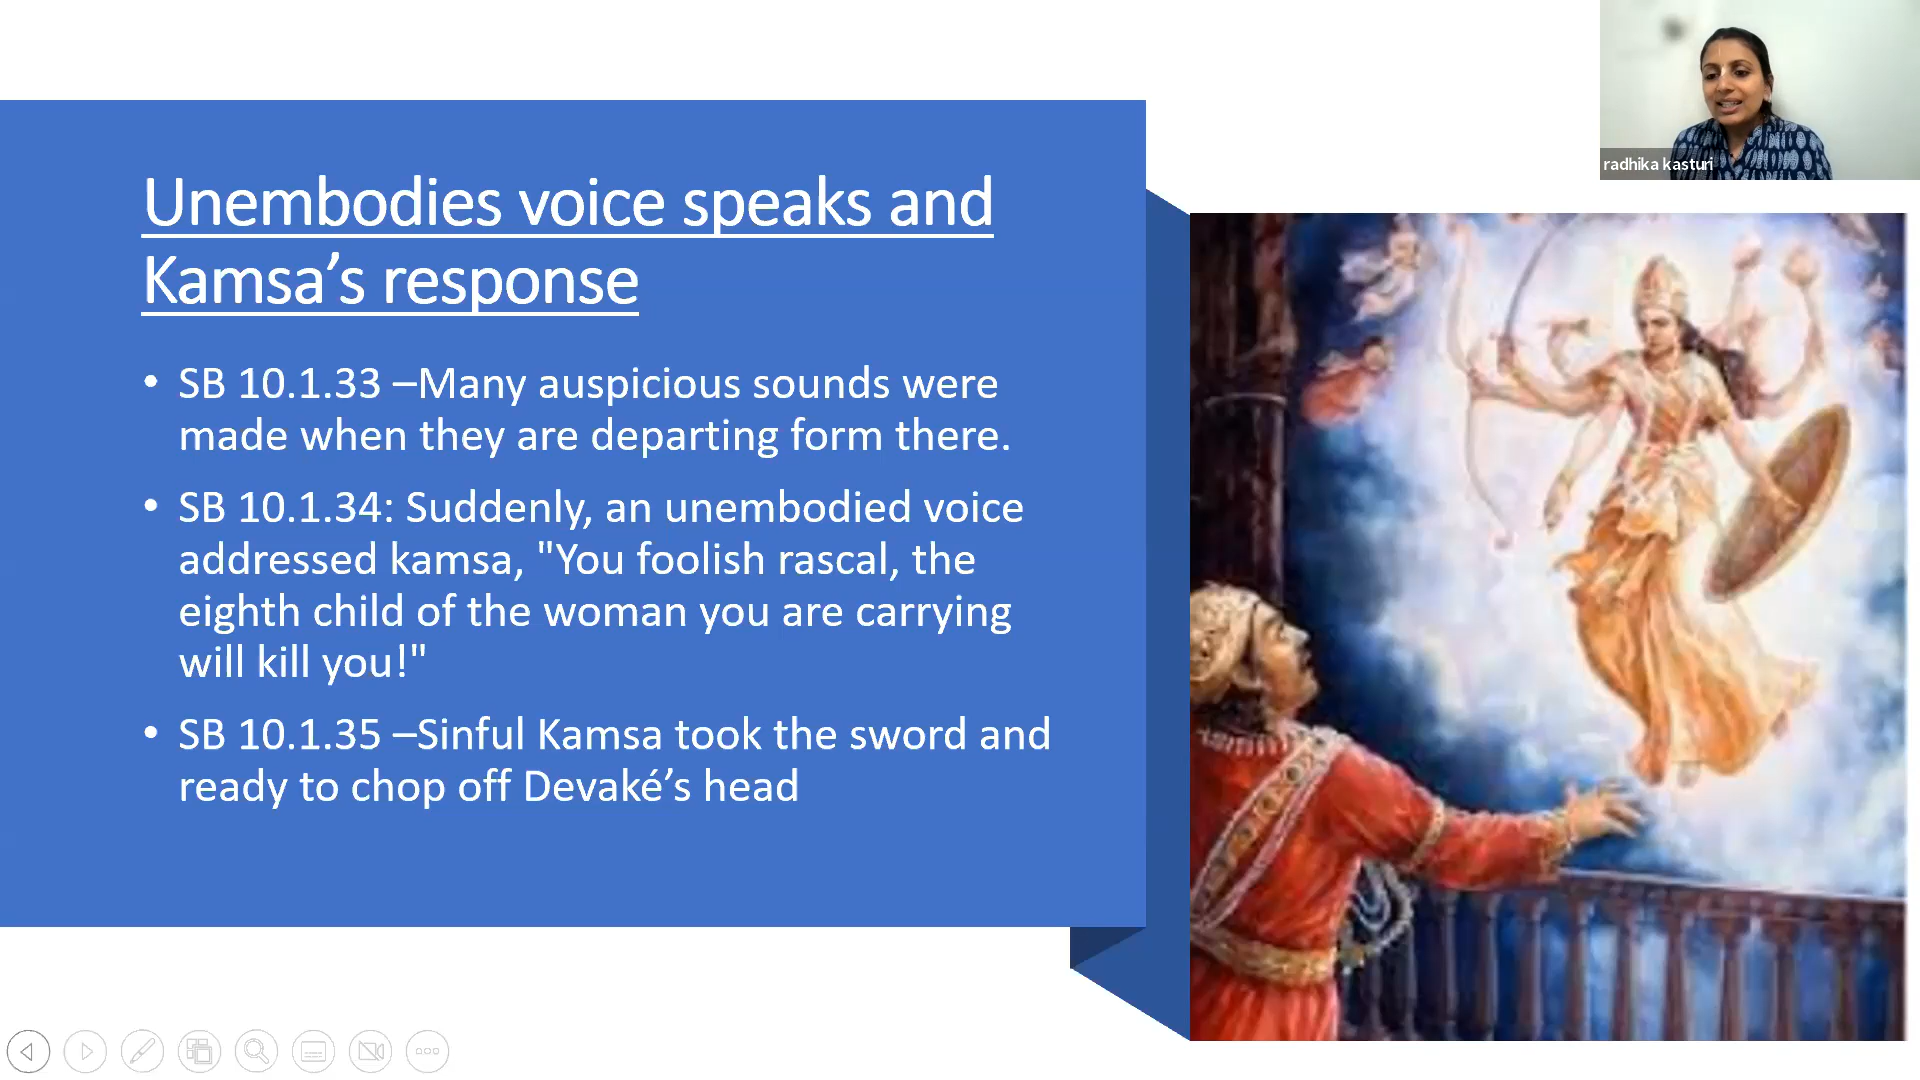 Unembodies voice speaks and
Kamsa’s response
• SB 10.1.33 –Many auspicious sounds were
made when they are departing form there.
• SB 10.1.34: Suddenly, an unembodied voice
addressed kamsa, "You foolish rascal, the
eighth child of the woman you are carrying
will kill you!"
• SB 10.1.35 –Sinful Kamsa took the sword and
ready to chop off Devaké’s head
radhika kasturi